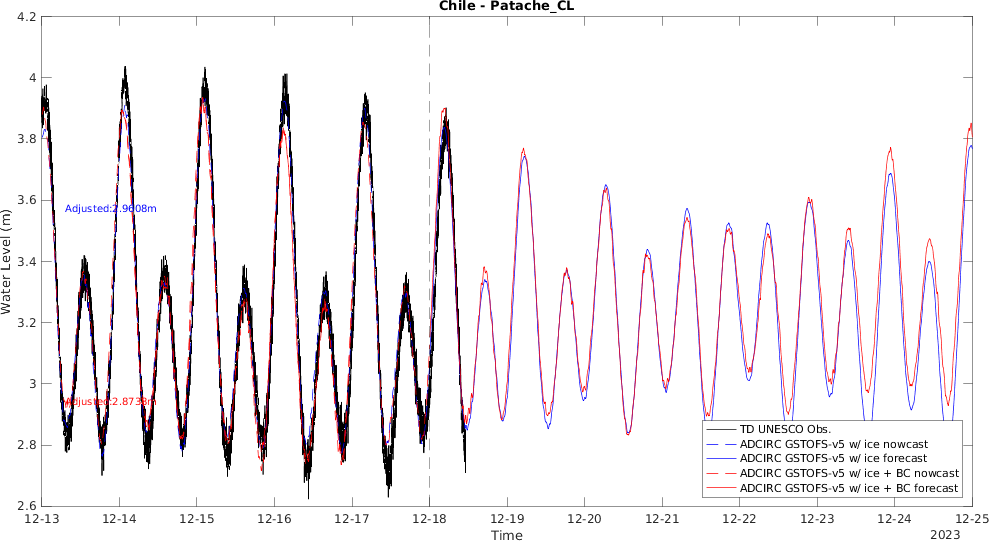 Chile - Patache_CL
4.2
4
3.8
3.6
3.4
3.2
3
2.8
2.6
Water Level (m)
Adjusted:2.9608m
Adjusted:2.8738m
TD UNESCO Obs.
ADCIRC GSTOFS-v5 w/ ice nowcast
ADCIRC GSTOFS-v5 w/ ice forecast
ADCIRC GSTOFS-v5 w/ ice + BC nowcast
ADCIRC GSTOFS-v5 w/ ice + BC forecast
12-13 12-14 12-15 12-16 12-17 12-18 12-19 12-20 12-21 12-22 12-23 12-24 12-25
Time
2023